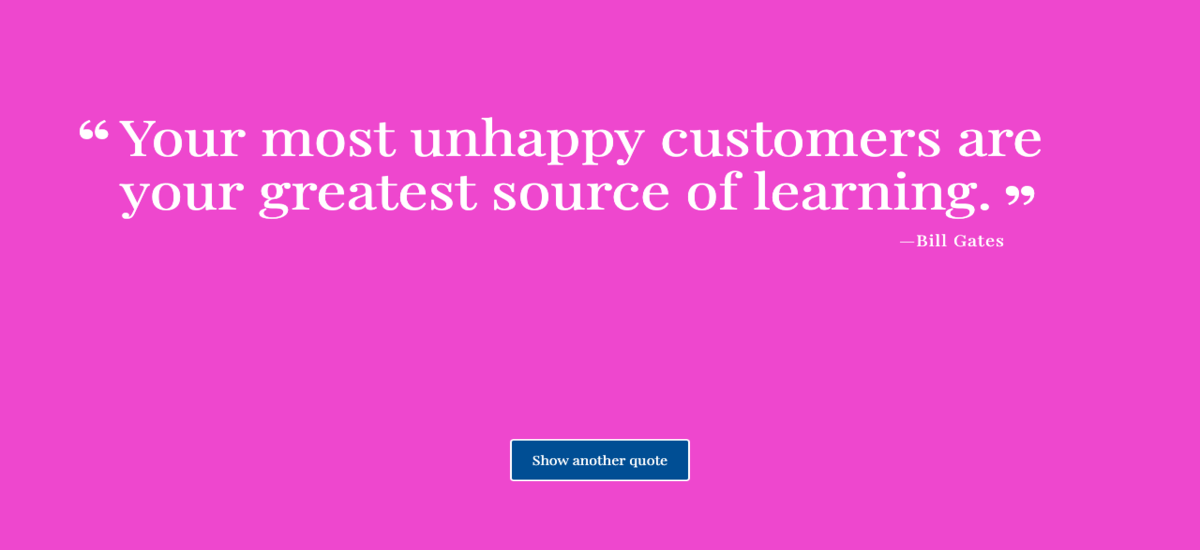 “ Your most unhappy customers are
your greatest source of learning. ”
—Bill Gates
Show another quote